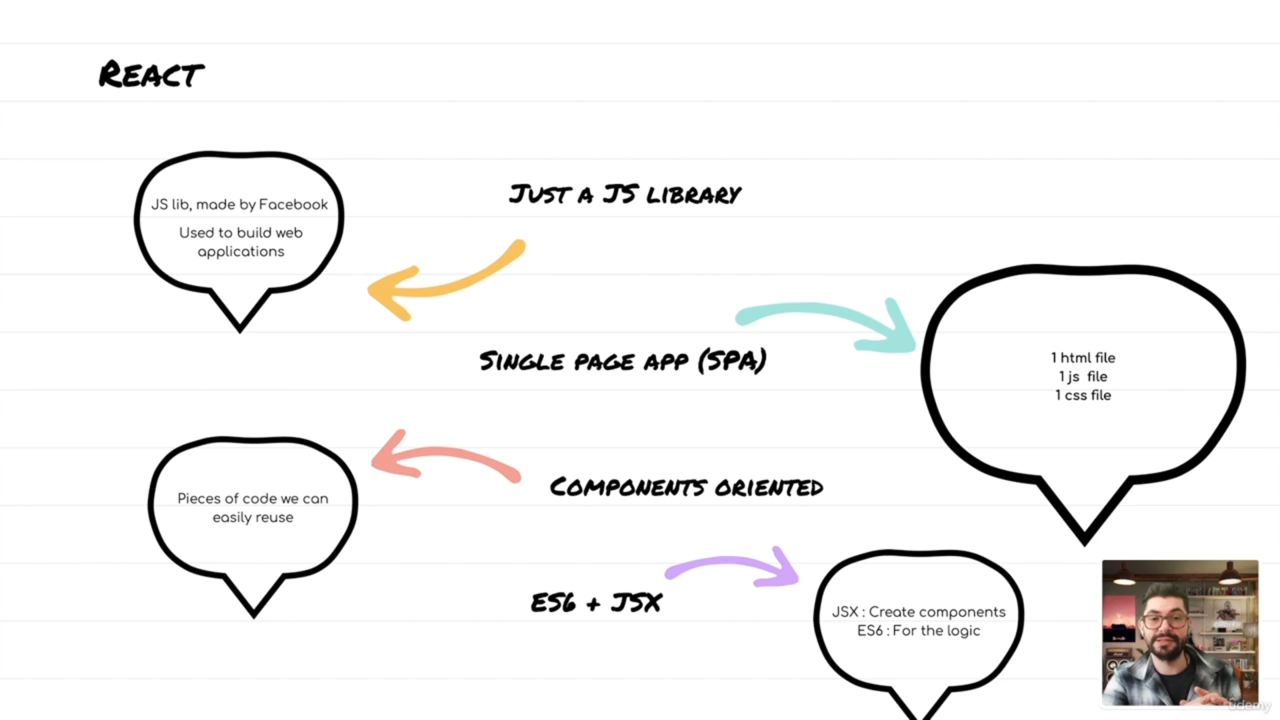 React
JS lib, made by Facebook
Used to build web
applications
Just a JS library
Single page app (SPA)
1 html file
1 js file
1 css file
Components oriented
Pieces of code we can
easily reuse
ES6 + JSX
JSX : Create components
ES6 : For the logic
ûdemy